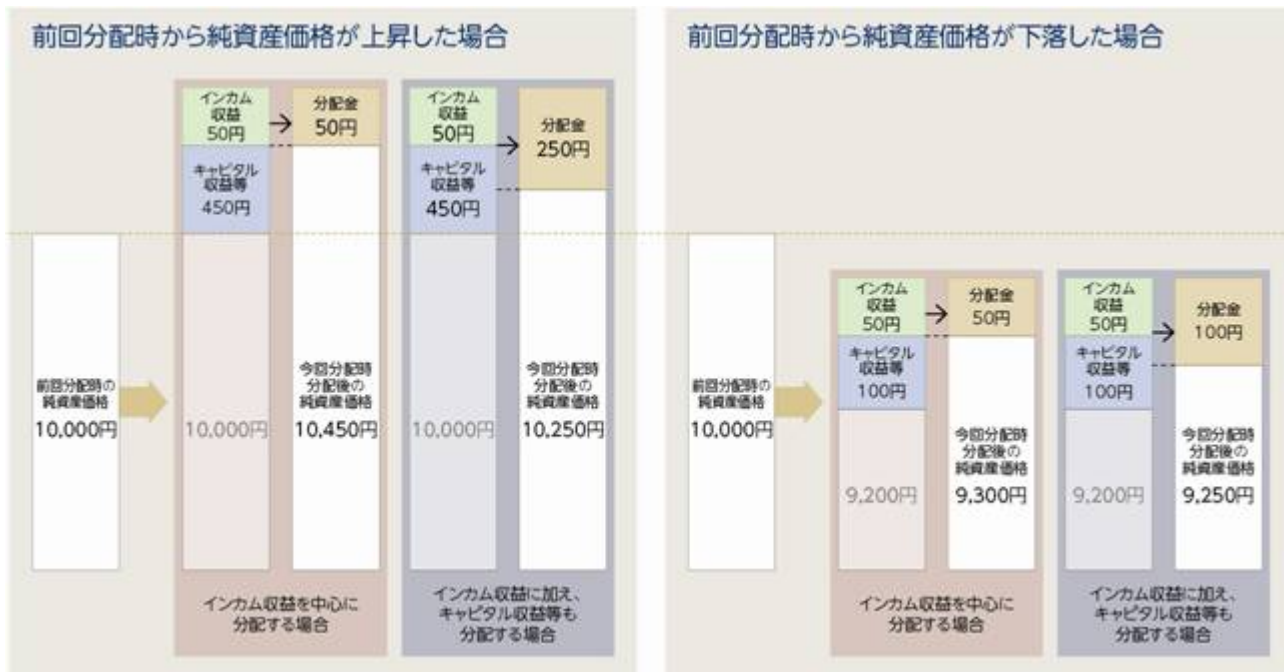 前回分配時から純資産価格が上昇した場合
インカム
収益
50円
→
分配金
50円
キャピタル
収益等
450円
前回分配時の
純資産価格
10,000円
10,000円
今回分配時
分配後の
純資産価格
10,450円
インカム収益を中心に
分配する場合
インカム
収益
50円
→
分配金
250円
キャピタル
収益等
450円
10,000円
今回分配時
分配後の
純資産価格
10,250円
インカム収益に加え、
キャピタル収益等も
分配する場合
前回分配時から純資産価格が下落した場合
前回分配時の
純資産価格
10,000円
インカム
収益
50円
→
分配金
50円
キャピタル
収益等
100円
9,200円
今回分配時
分配後の
純資産価格
9,300円
インカム収益を中心に
分配する場合
インカム
収益
50円
→
分配金
100円
キャピタル
収益等
100円
9,200円
今回分配時
分配後の
純資産価格
9,250円
インカム収益に加え、
キャピタル収益等も
分配する場合